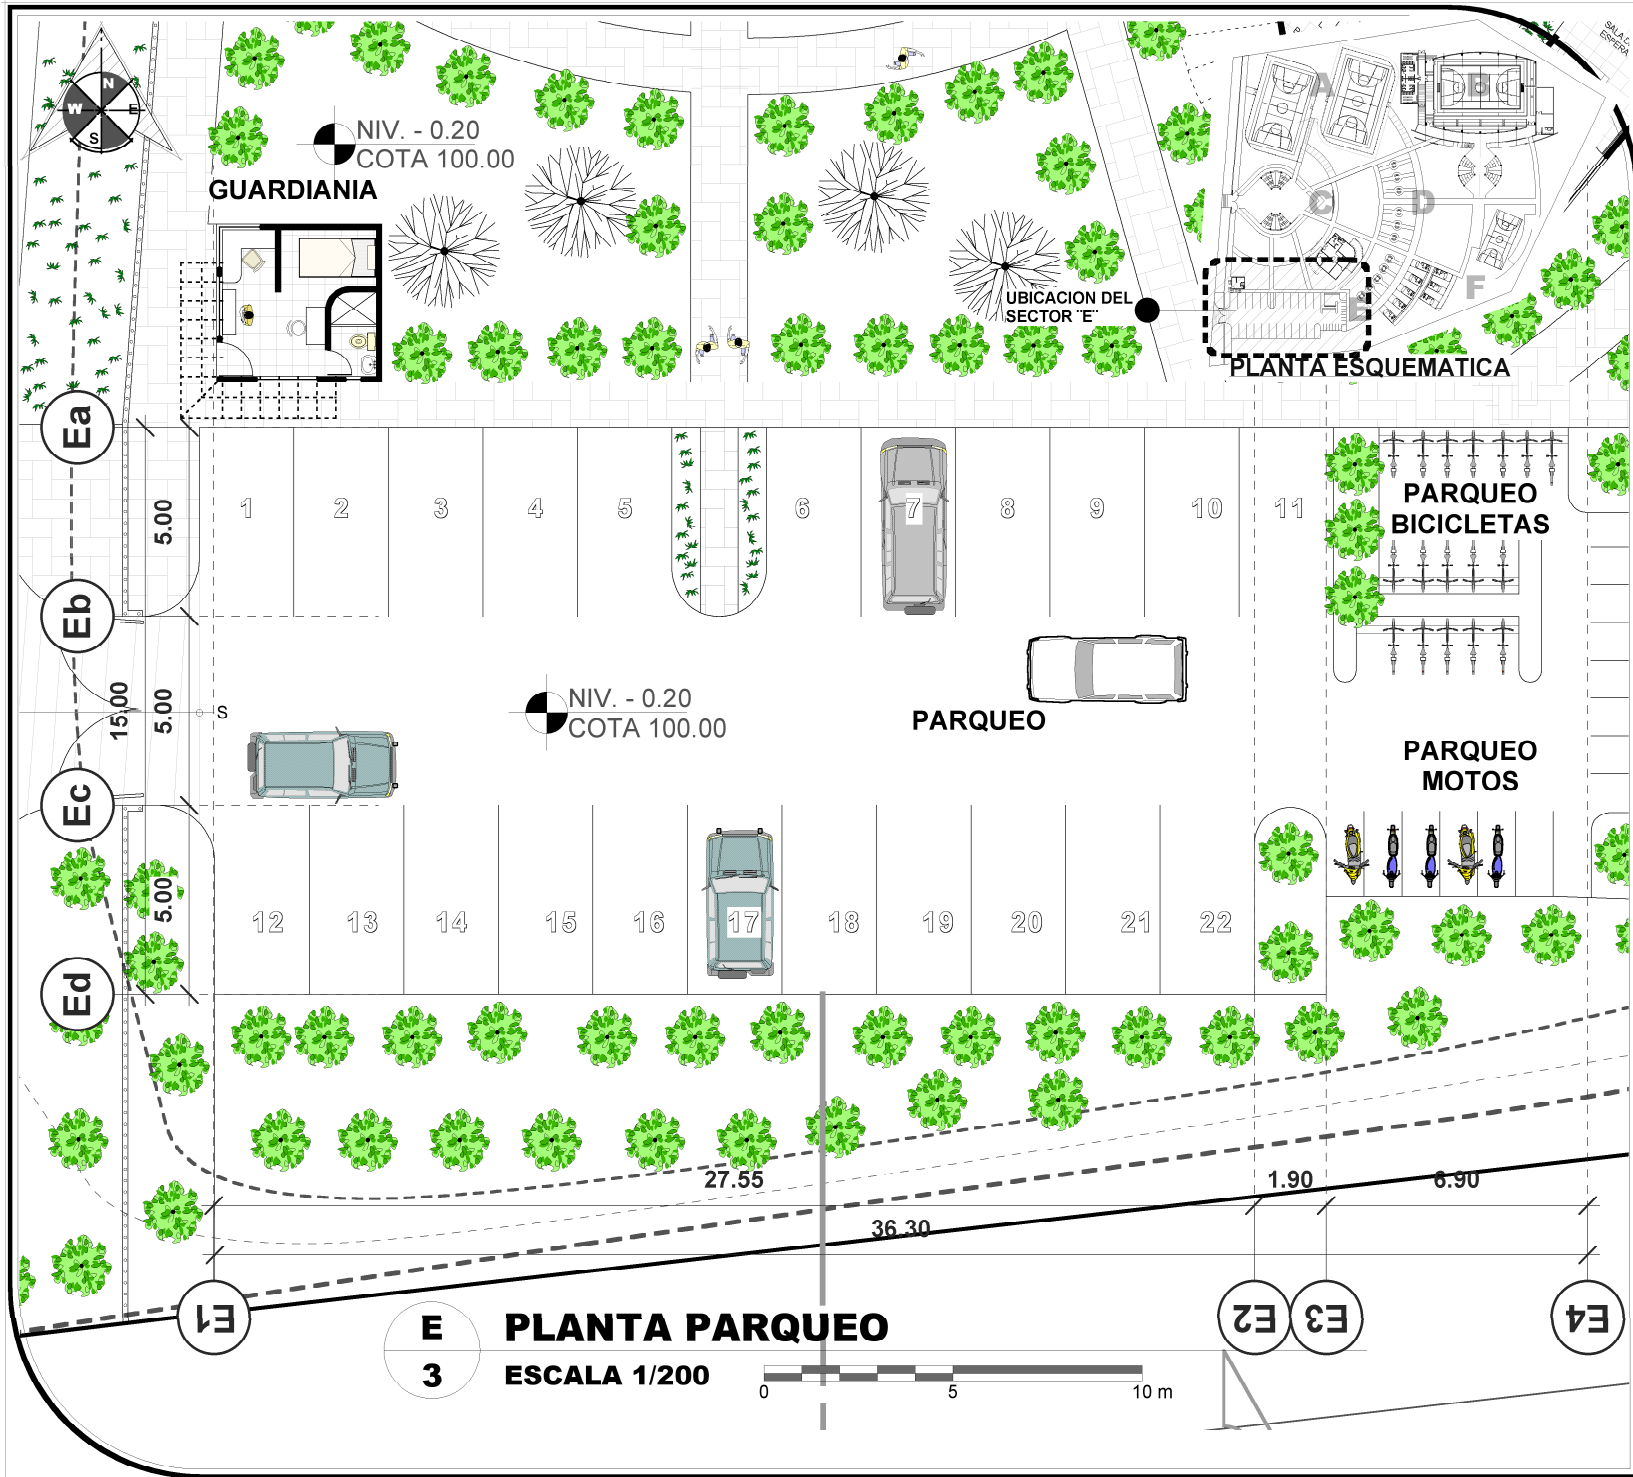 N
W
E
S
NIV. - 0.20
COTA 100.00
GUARDIANIA
SALA D
ESPERA
P
A
B
C
D
E
F
UBICACION DEL
SECTOR ¨E¨
PLANTA ESQUEMATICA
Ea
5.00
1
2
3
4
5
6
7
8
9
10
11
PARQUEO
BICICLETAS
Eb
15.00
5.00
S
NIV. - 0.20
COTA 100.00
PARQUEO
PARQUEO
MOTOS
Ec
5.00
12
13
14
15
16
17
18
19
20
21
22
Ed
27.55
1.90
6.90
36.30
E1
E2
E3
E4
E
3
PLANTA PARQUEO
ESCALA 1/200
0
5
10 m